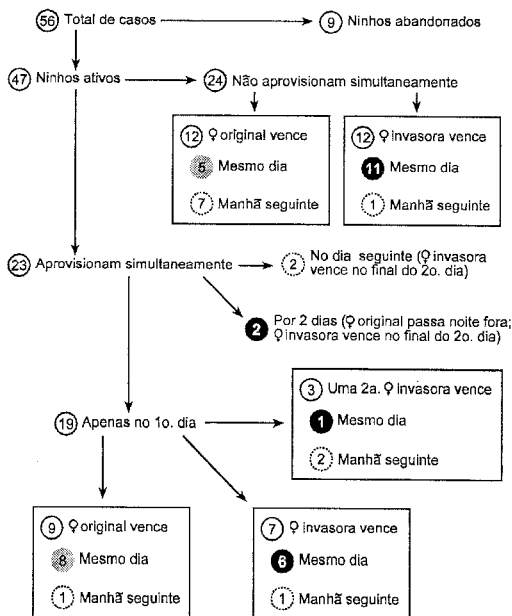 56 Total de casos 9 Ninhos abandonados
47 Ninhos ativos 24 Não aprovisionam simultaneamente
12 ♀ original vence
5 Mesmo dia
7 Manhã seguinte
12 ♀ invasora vence
11 Mesmo dia
1 Manhã seguinte
23 Aprovisionam simultaneamente
2 No dia seguinte (♀ invasora
vence no final do 2o. dia)
2 Por 2 dias (♀ original passa noite fora;
♀ invasora vence no final do 2o. dia)
19 Apenas no 1o. dia
3 Uma 2a. ♀ invasora vence
1 Mesmo dia
2 Manhã seguinte
9 ♀ original vence
8 Mesmo dia
1 Manhã seguinte
7 ♀ invasora vence
6 Mesmo dia
1 Manhã seguinte